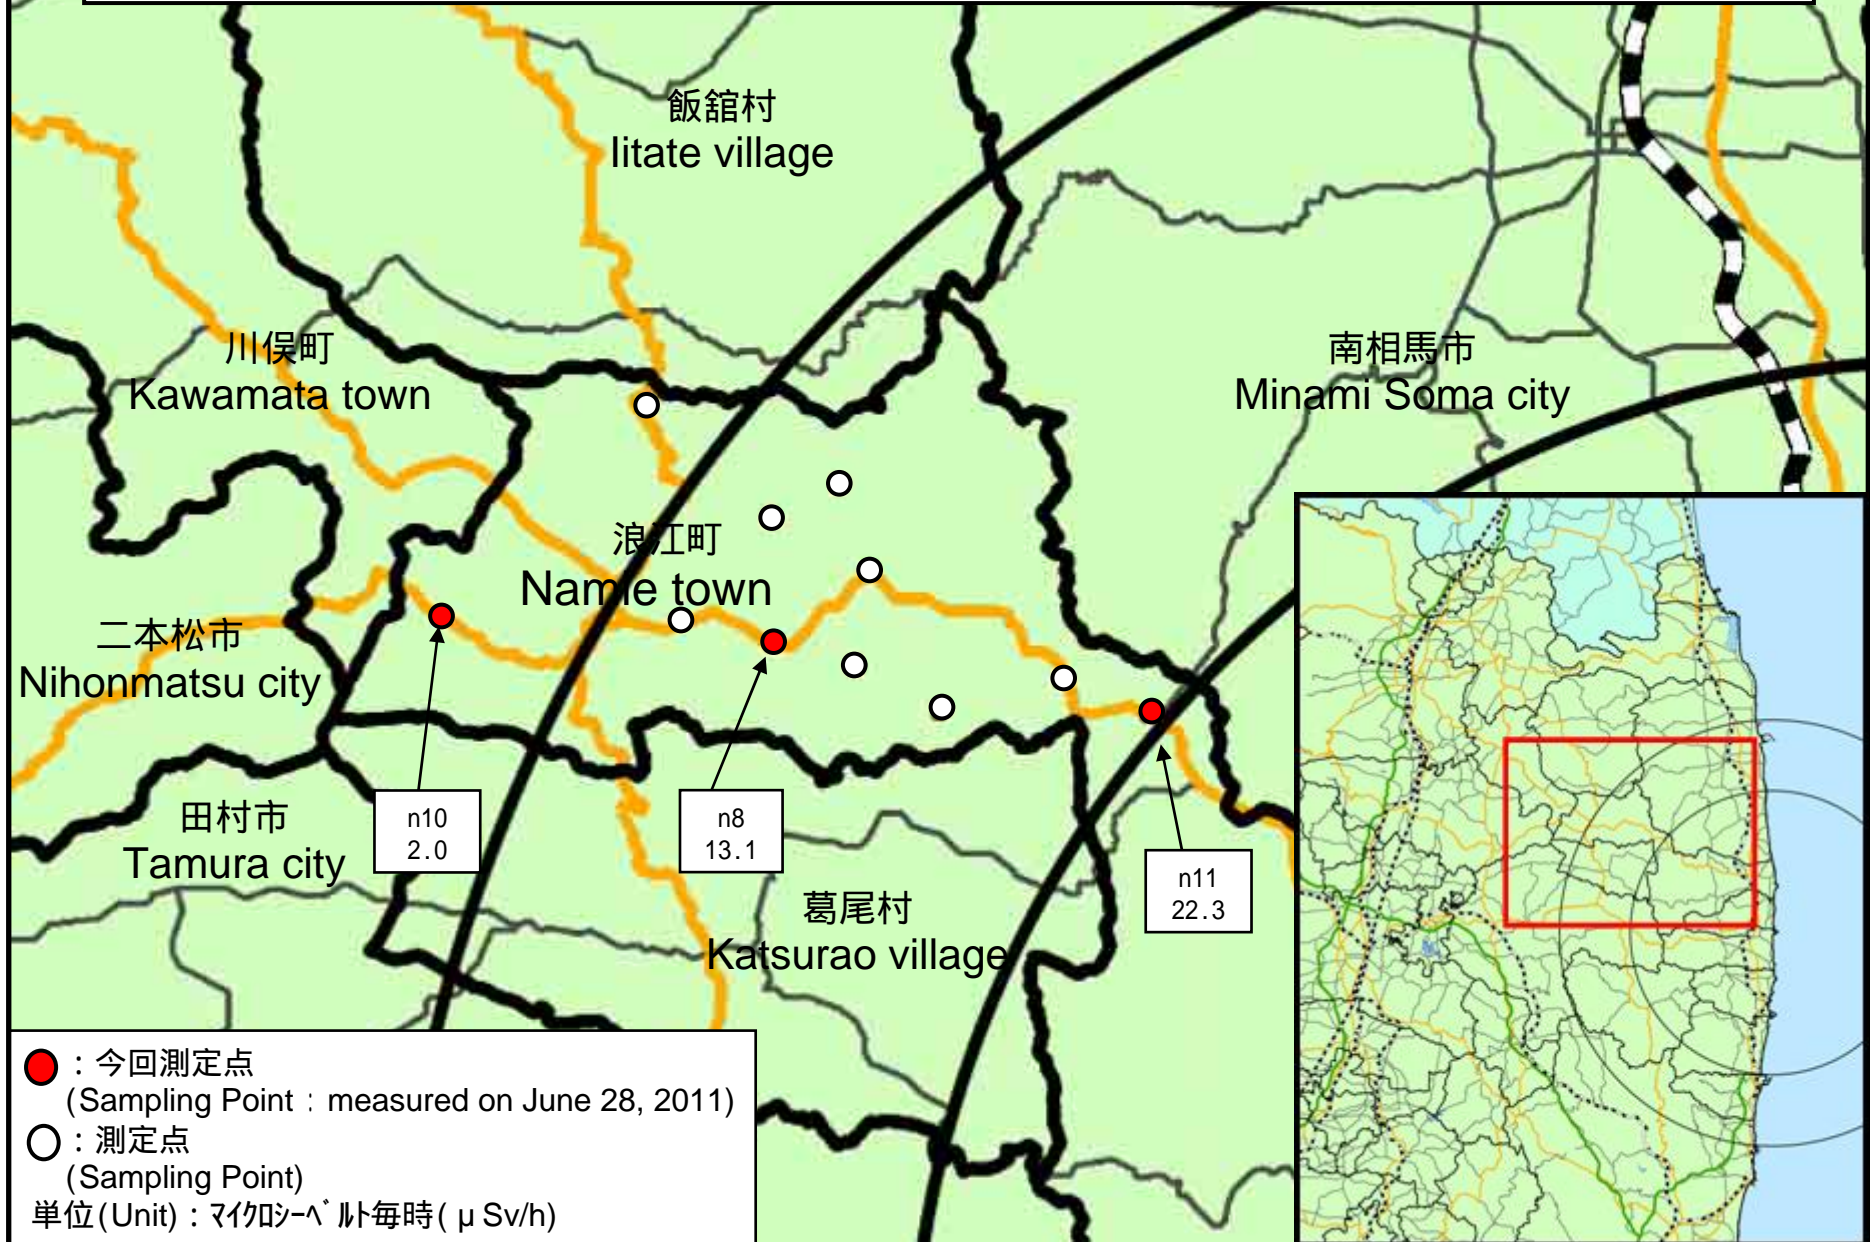 飯舘村
Iitate village
川俣町
Kawamata town
南相馬市
Minami Soma city
浪江町
Namie town
二本松市
Nihonmatsu city
田村市
Tamura city
n10
2.0
n8
13.1
n11
22.3
葛尾村
Katsurao village
：今回測定点
(Sampling Point：measured on June 28, 2011)
：測定点
(Sampling Point)
単位(Unit)：ﾏｲｸﾛｼｰﾍﾞﾙﾄ毎時( μ Sv/h)